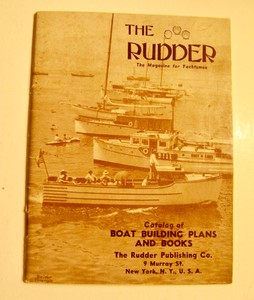 THE
RUDDER
The Magazine for Yachtsmen
Catalog of
BOAT BUILDING PLANS
AND BOOKS
The Rudder Publishing Co.
9 Murray St.
New York, N. Y., U. S. A.